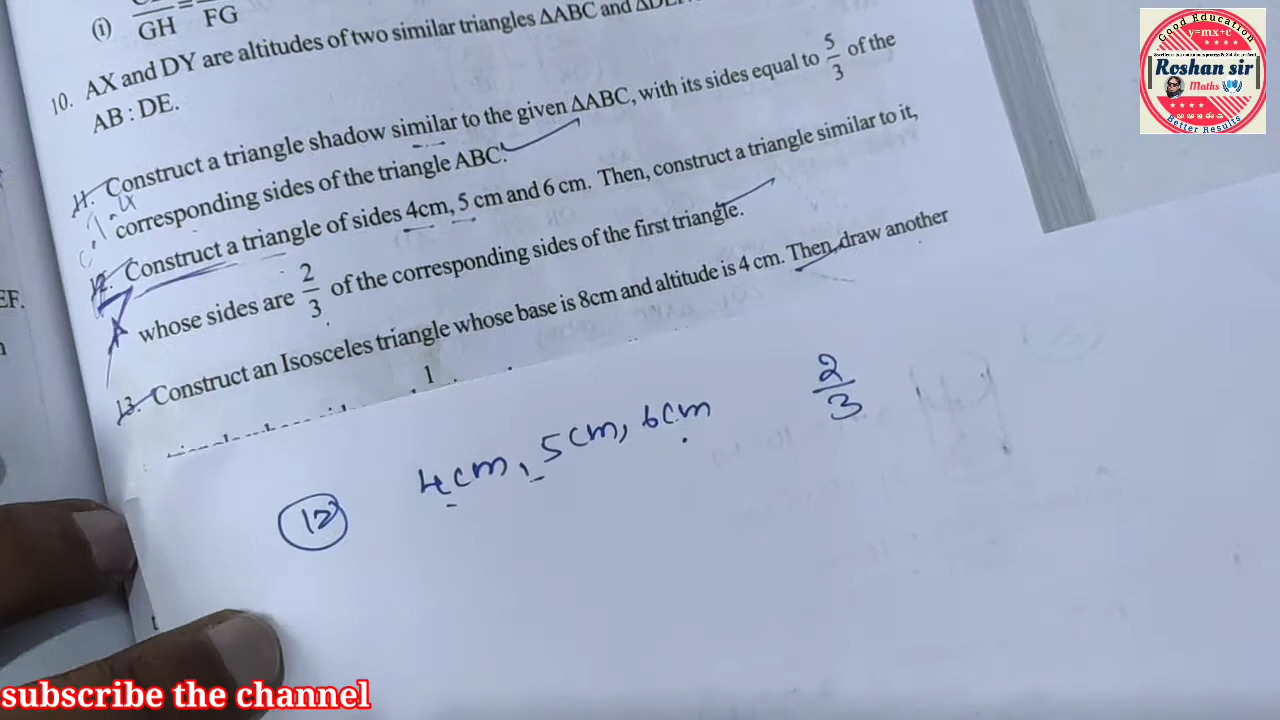 (i) GH = FG
10. AX and DY are altitudes of two similar triangles ΔABC and
AB : DE.
11. Construct a triangle shadow similar to the given ΔABC, with its sides equal to 5/3 of the
corresponding sides of the triangle ABC.
12. Construct a triangle of sides 4cm, 5 cm and 6 cm. Then, construct a triangle similar to it,
whose sides are 2/3 of the corresponding sides of the first triangle.
13. Construct an Isosceles triangle whose base is 8cm and altitude is 4 cm. Then, draw another
1
EF.
12 4cm, 5cm, 6cm 2/3
Good Education
y=mx+c
Roshan sir
Maths
Better Results
subscribe the channel